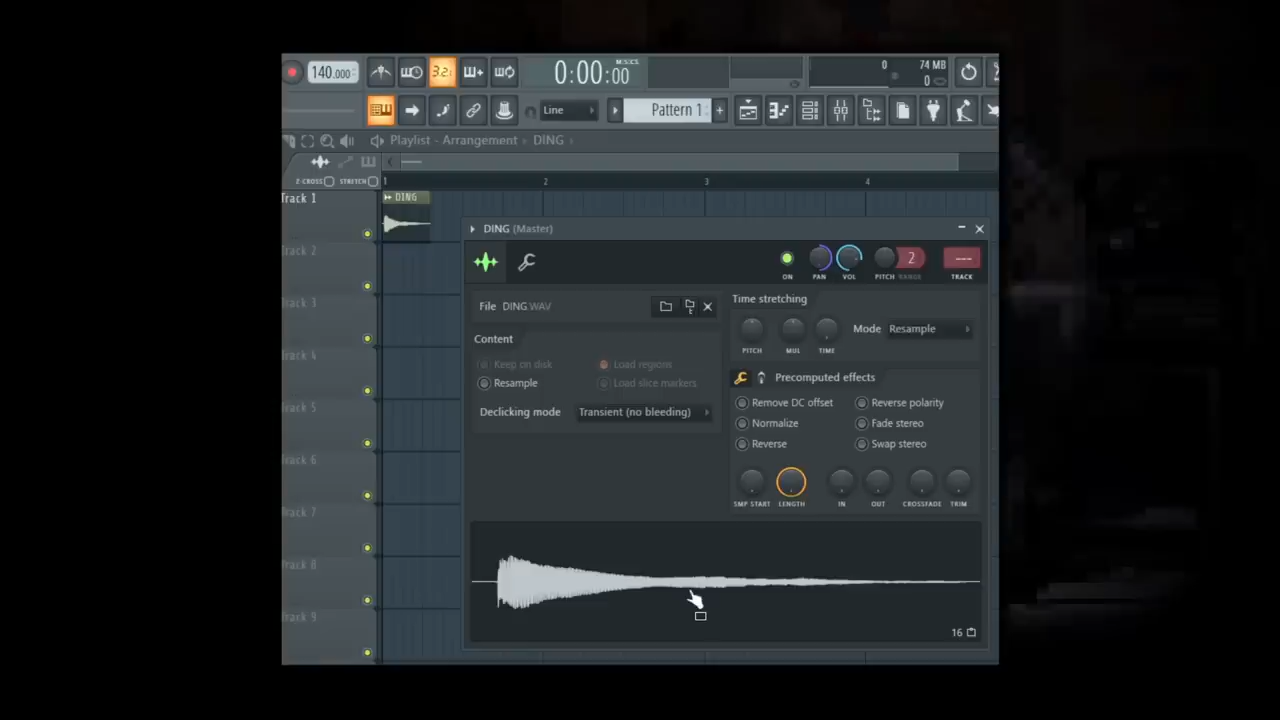 140.000
3 2 1
0:00:00
M:S:CS
0
74 MB
0
Line
Pattern 1
+
Playlist - Arrangement
DING
Z-CROSS
STRETCH
1
2
3
4
Track 1
DING
Track 2
Track 3
Track 4
Track 5
Track 6
Track 7
Track 8
Track 9
DING (Master)
ON
PAN
VOL
PITCH
2
RANGE
---
TRACK
File DING.WAV
Content
Keep on disk
Load regions
Resample
Load slice markers
Declicking mode
Transient (no bleeding)
Time stretching
PITCH
MUL
TIME
Mode Resample
Precomputed effects
Remove DC offset
Reverse polarity
Normalize
Fade stereo
Reverse
Swap stereo
SMP START
LENGTH
IN
OUT
CROSSFADE
TRIM
16